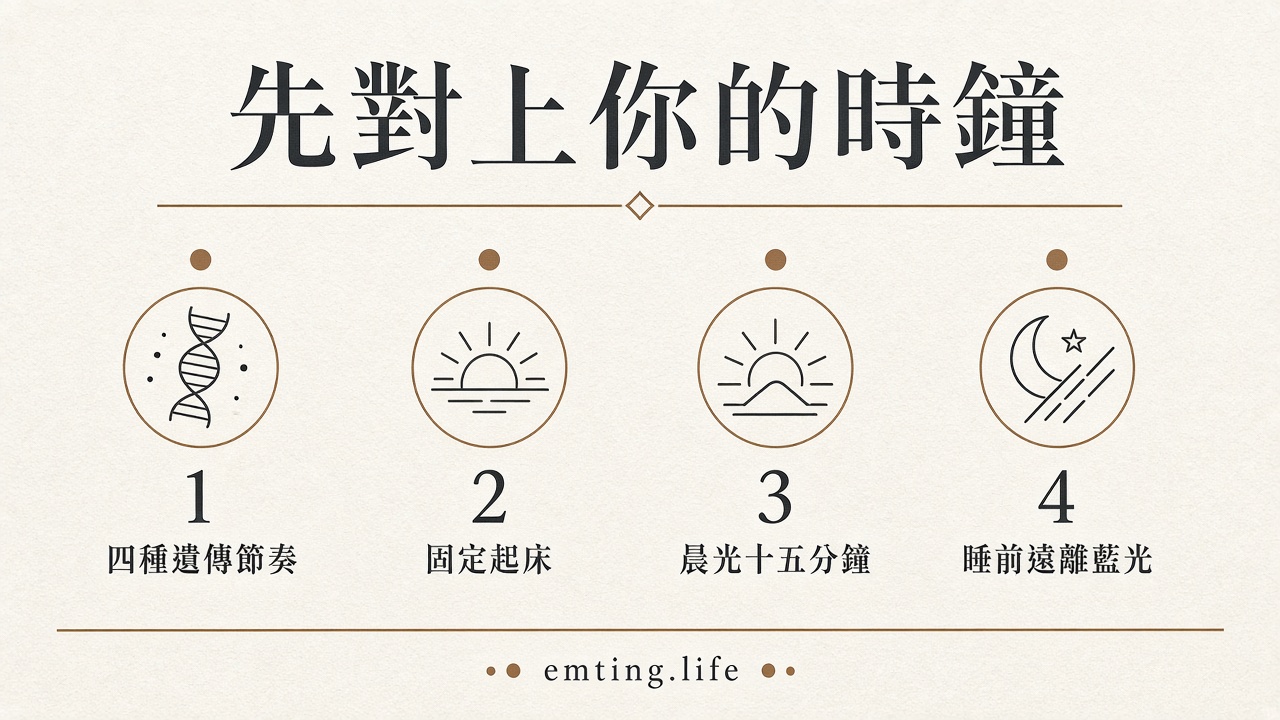 先對上你的時鐘
1
四種遺傳節奏
2
固定起床
3
晨光十五分鐘
4
睡前遠離藍光
emting.life